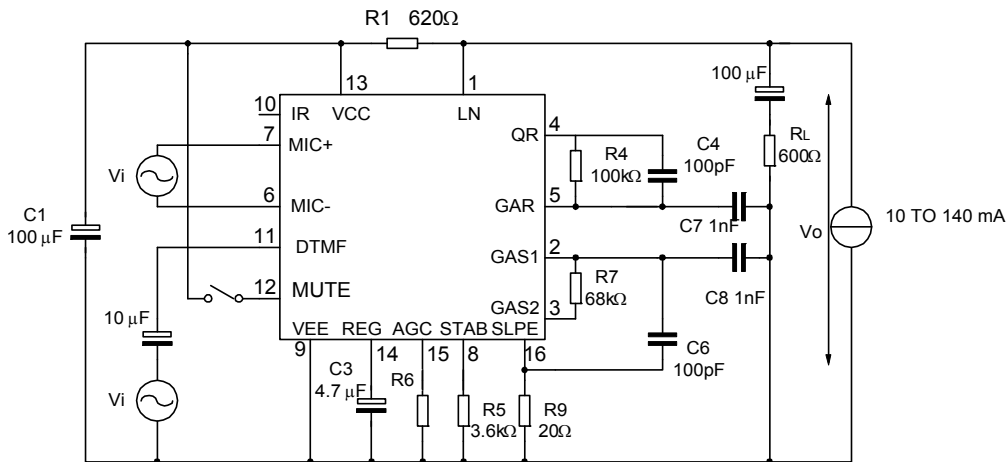 R1 620Ω
100 μF
13
1
10
IR
VCC
LN
7
MIC+
4
QR
R4
100kΩ
C4
100pF
RL
600Ω
Vi
6
MIC-
5
GAR
C7 1nF
C1
100 μF
11
DTMF
2
GAS1
Vo
10 TO 140 mA
12
MUTE
R7
68kΩ
C8 1nF
GAS2
3
10 μF
VEE
REG
AGC
STAB
SLPE
9
14
15
8
16
C6
100pF
C3
4.7 μF
R6
Vi
R5
3.6kΩ
R9
20Ω